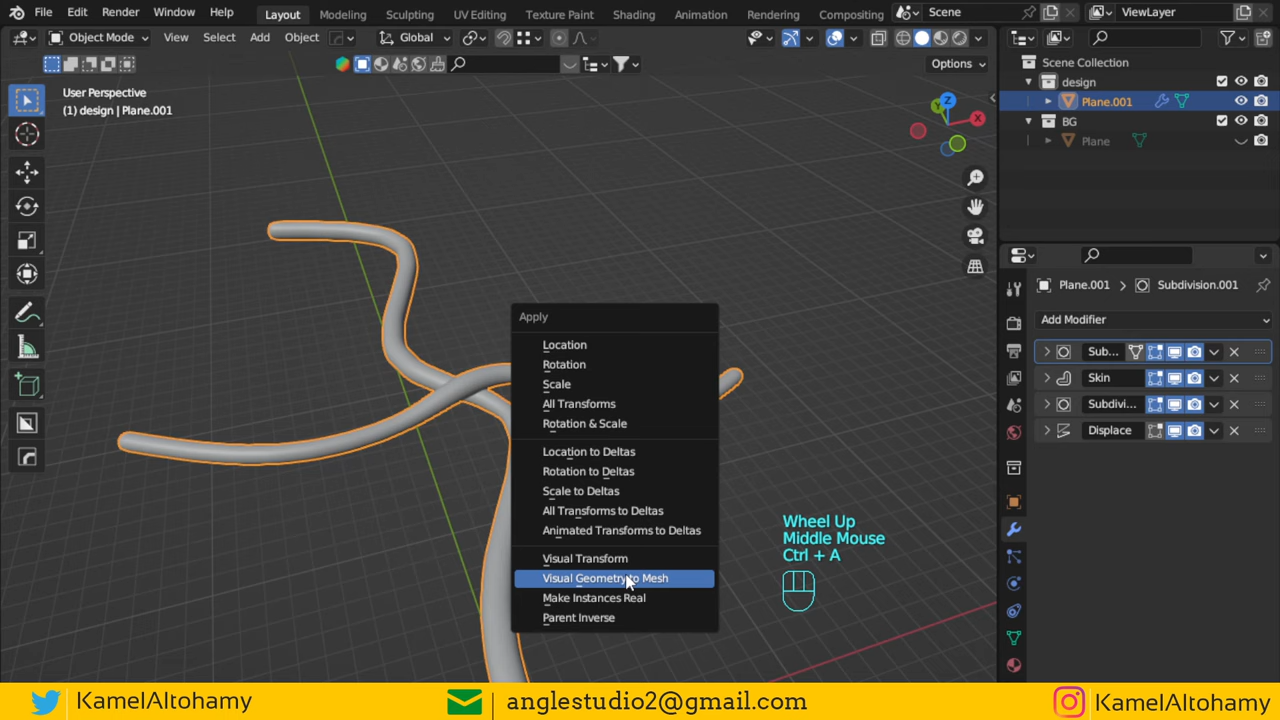 File Edit Render Window Help Layout Modeling Sculpting UV Editing Texture Paint Shading Animation Rendering Compositing Scene ViewLayer
Object Mode View Select Add Object Global
Options
User Perspective
(1) design | Plane.001
Z
Y
X
Scene Collection
design
Plane.001
BG
Plane
Plane.001 > Subdivision.001
Add Modifier
Sub...
Skin
Subdivi...
Displace
Apply
Location
Rotation
Scale
All Transforms
Rotation & Scale
Location to Deltas
Rotation to Deltas
Scale to Deltas
All Transforms to Deltas
Animated Transforms to Deltas
Visual Transform
Visual Geometry to Mesh
Make Instances Real
Parent Inverse
Wheel Up
Middle Mouse
Ctrl + A
KamelAltohamy anglestudio2@gmail.com KamelAltohamy